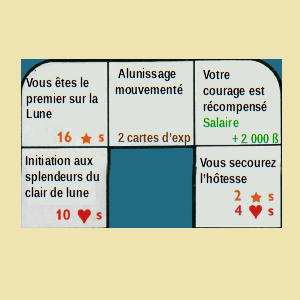 Vous êtes le
premier sur la
Lune
16 ★ s
Alunissage
mouvementé
2 cartes d'exp
Votre
courage est
récompensé
Salaire
+ 2 000 ß
Initiation aux
splendeurs du
clair de lune
10 ♥ s
Vous secourez
l'hôtesse
2 ★ s
4 ♥ s